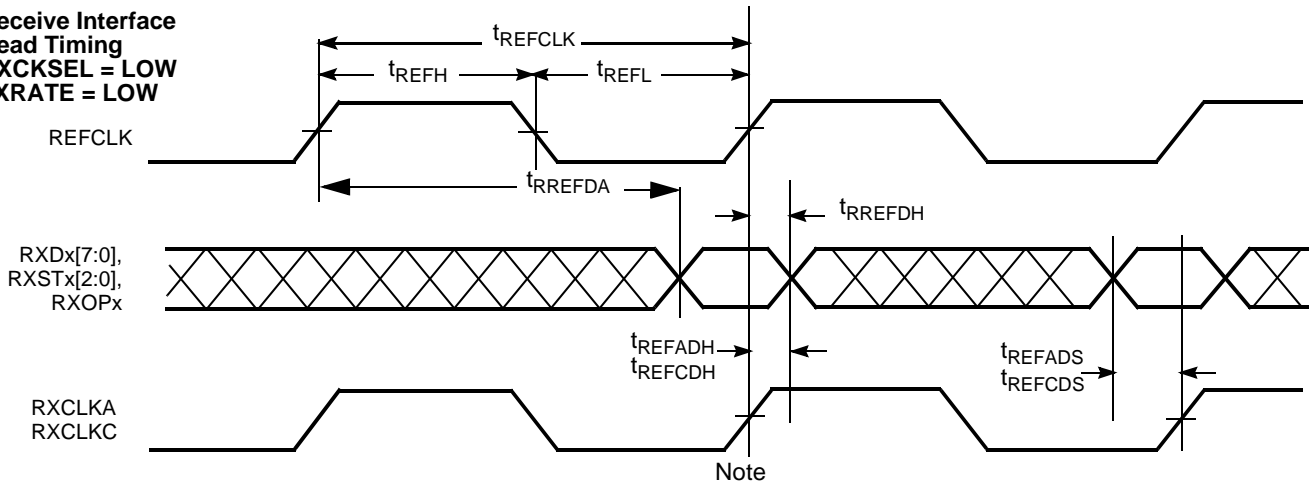 eceive Interface
ead Timing
XCKSEL = LOW
XRATE = LOW
tREFCLK
tREFH
tREFL
REFCLK
tRREFDA
tRREFDH
RXDx[7:0],
RXSTx[2:0],
RXOPx
tREFADH
tREFCDH
tREFADS
tREFCDS
RXCLKA
RXCLKC
Note